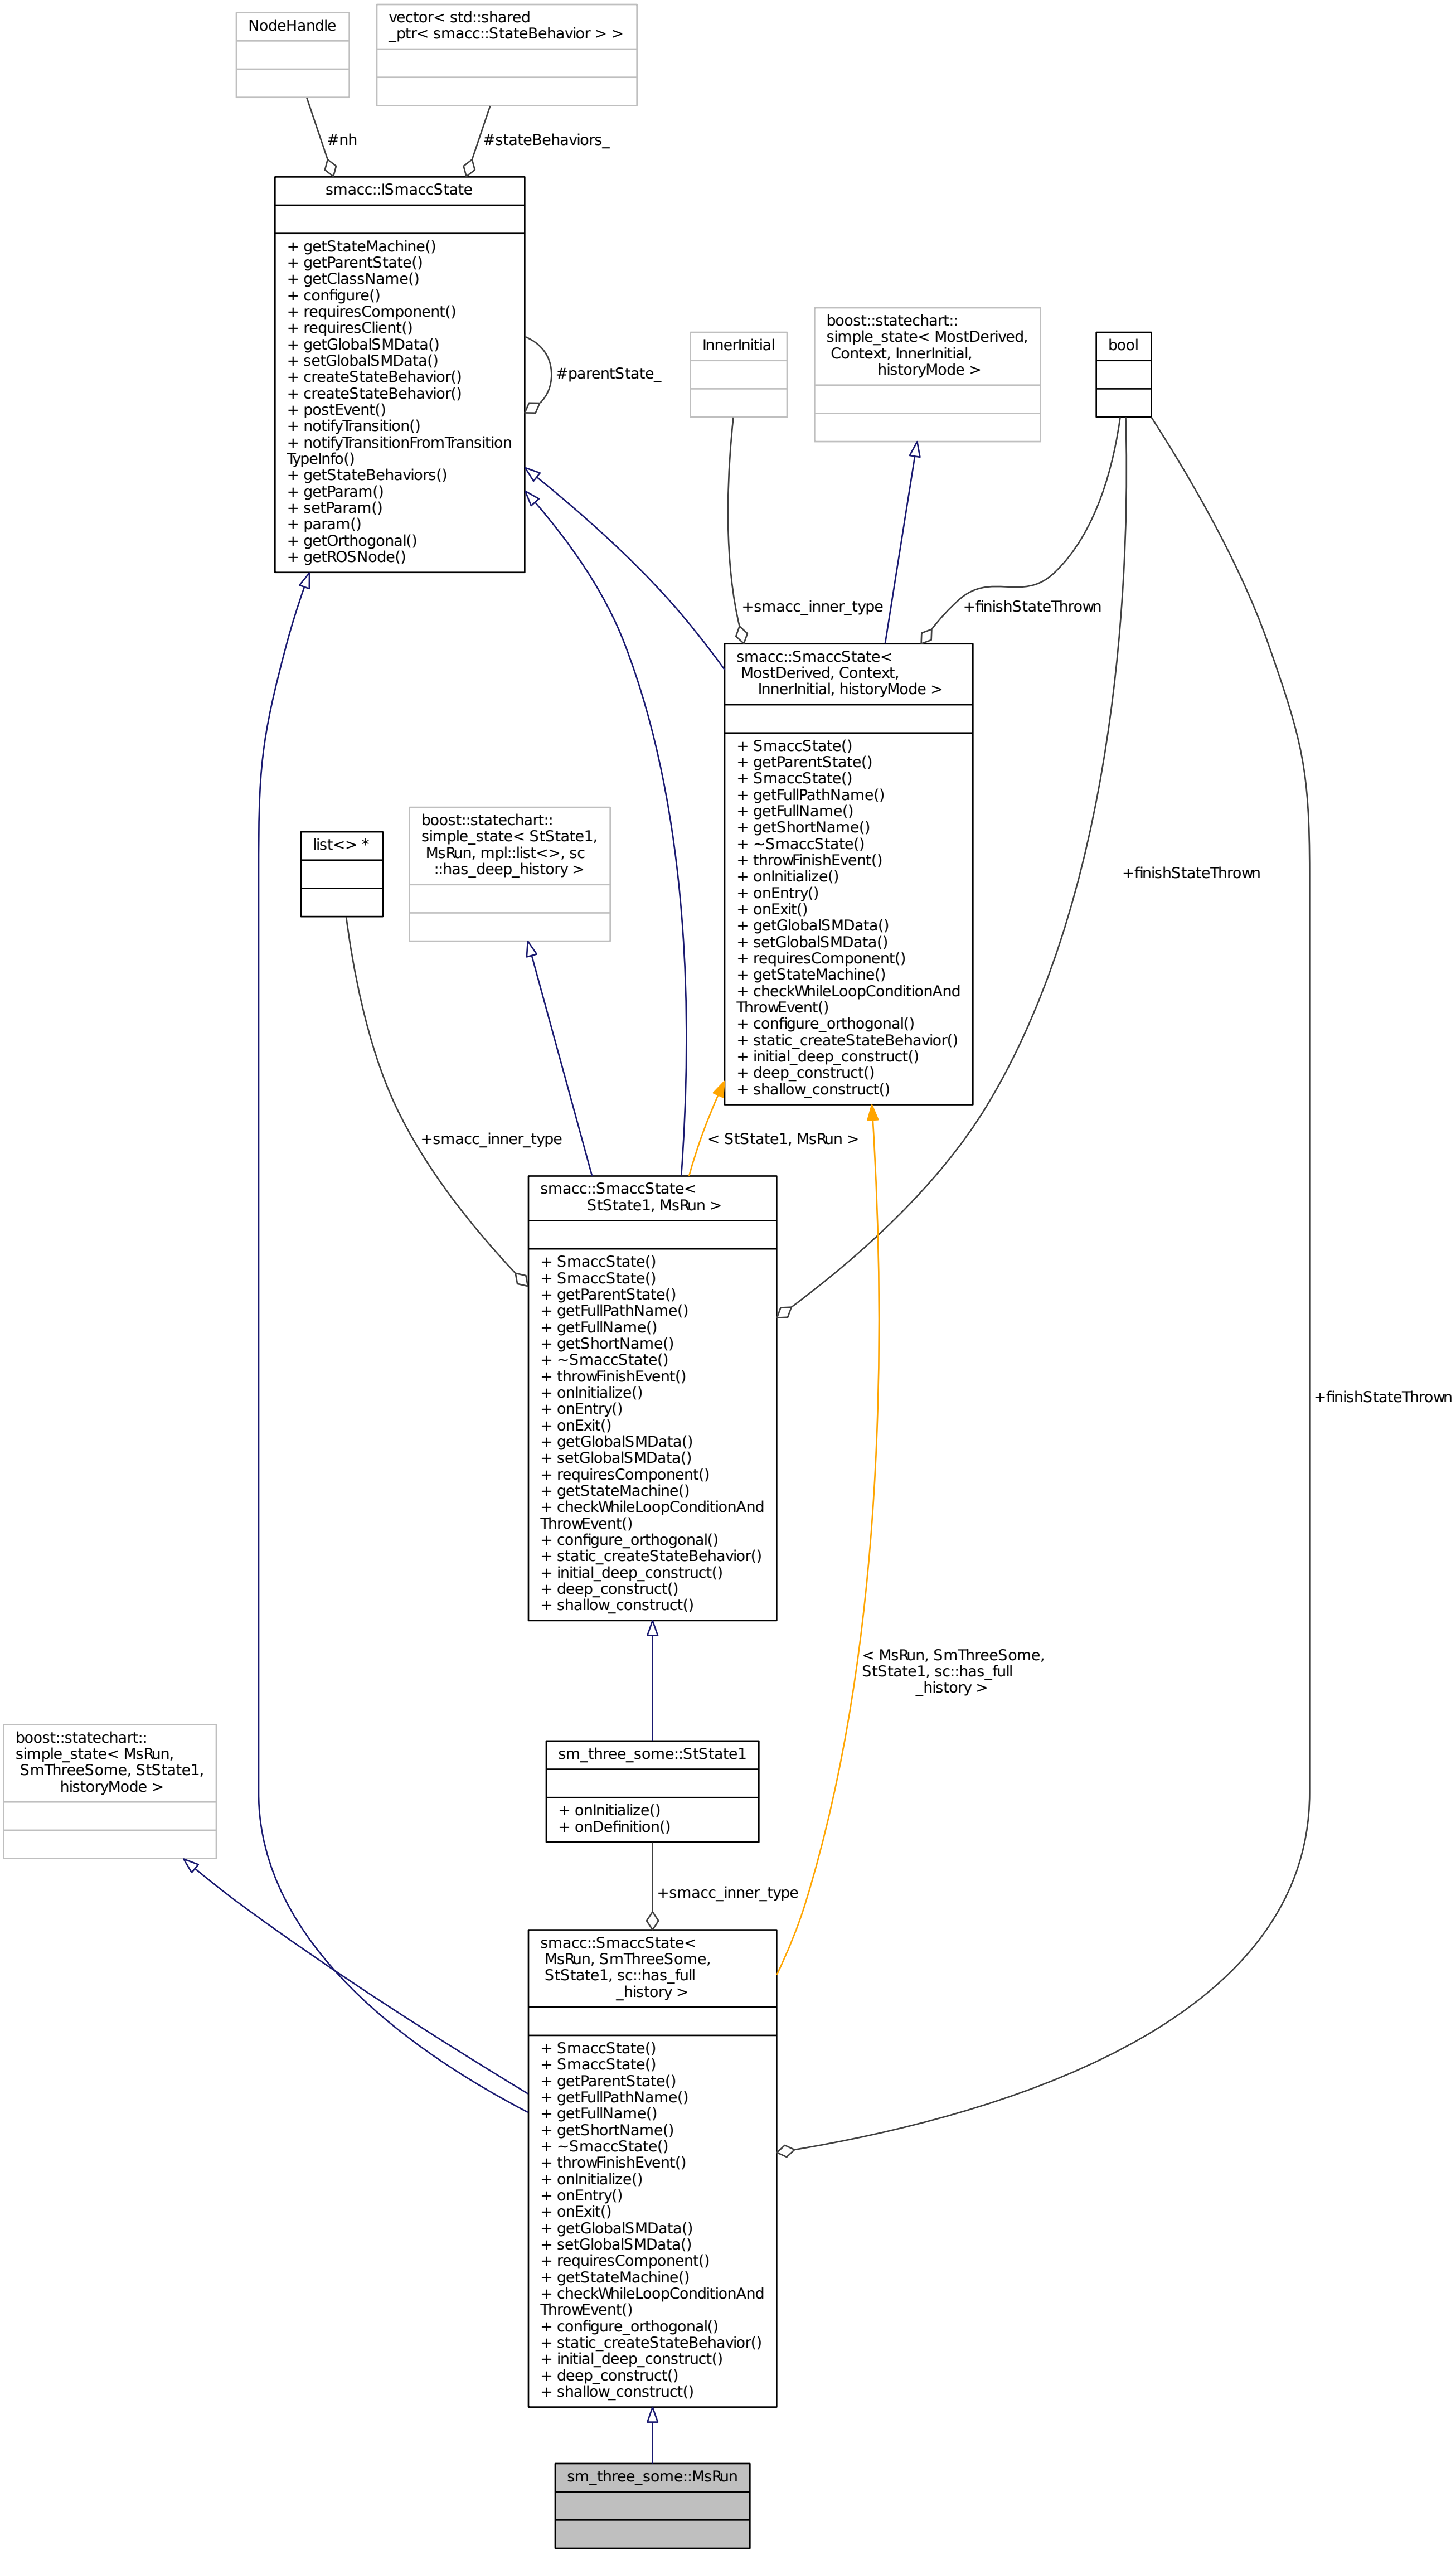 NodeHandle
vector< std::shared
_ptr< smacc::StateBehavior > >
#nh
#stateBehaviors_
smacc::ISmaccState
+ getStateMachine()
+ getParentState()
+ getClassName()
+ configure()
+ requiresComponent()
+ requiresClient()
+ getGlobalSMData()
+ setGlobalSMData()
+ createStateBehavior()
+ createStateBehavior()
+ postEvent()
+ notifyTransition()
+ notifyTransitionFromTransition
TypeInfo()
+ getStateBehaviors()
+ getParam()
+ setParam()
+ param()
+ getOrthogonal()
+ getROSNode()
#parentState_
InnerInitial
boost::statechart::
simple_state< MostDerived,
Context, InnerInitial,
historyMode >
bool
+smacc_inner_type
+finishStateThrown
smacc::SmaccState<
MostDerived, Context,
InnerInitial, historyMode >
+ SmaccState()
+ getParentState()
+ SmaccState()
+ getFullPathName()
+ getFullName()
+ getShortName()
+ ~SmaccState()
+ throwFinishEvent()
+ onInitialize()
+ onEntry()
+ onExit()
+ getGlobalSMData()
+ setGlobalSMData()
+ requiresComponent()
+ getStateMachine()
+ checkWhileLoopConditionAnd
ThrowEvent()
+ configure_orthogonal()
+ static_createStateBehavior()
+ initial_deep_construct()
+ deep_construct()
+ shallow_construct()
list<> *
boost::statechart::
simple_state< StState1,
MsRun, mpl::list<>, sc
::has_deep_history >
+finishStateThrown
+smacc_inner_type
< StState1, MsRun >
smacc::SmaccState<
StState1, MsRun >
+ SmaccState()
+ SmaccState()
+ getParentState()
+ getFullPathName()
+ getFullName()
+ getShortName()
+ ~SmaccState()
+ throwFinishEvent()
+ onInitialize()
+ onEntry()
+ onExit()
+ getGlobalSMData()
+ setGlobalSMData()
+ requiresComponent()
+ getStateMachine()
+ checkWhileLoopConditionAnd
ThrowEvent()
+ configure_orthogonal()
+ static_createStateBehavior()
+ initial_deep_construct()
+ deep_construct()
+ shallow_construct()
+finishStateThrown
< MsRun, SmThreeSome,
StState1, sc::has_full
_history >
boost::statechart::
simple_state< MsRun,
SmThreeSome, StState1,
historyMode >
sm_three_some::StState1
+ onInitialize()
+ onDefinition()
+smacc_inner_type
smacc::SmaccState<
MsRun, SmThreeSome,
StState1, sc::has_full
_history >
+ SmaccState()
+ SmaccState()
+ getParentState()
+ getFullPathName()
+ getFullName()
+ getShortName()
+ ~SmaccState()
+ throwFinishEvent()
+ onInitialize()
+ onEntry()
+ onExit()
+ getGlobalSMData()
+ setGlobalSMData()
+ requiresComponent()
+ getStateMachine()
+ checkWhileLoopConditionAnd
ThrowEvent()
+ configure_orthogonal()
+ static_createStateBehavior()
+ initial_deep_construct()
+ deep_construct()
+ shallow_construct()
sm_three_some::MsRun